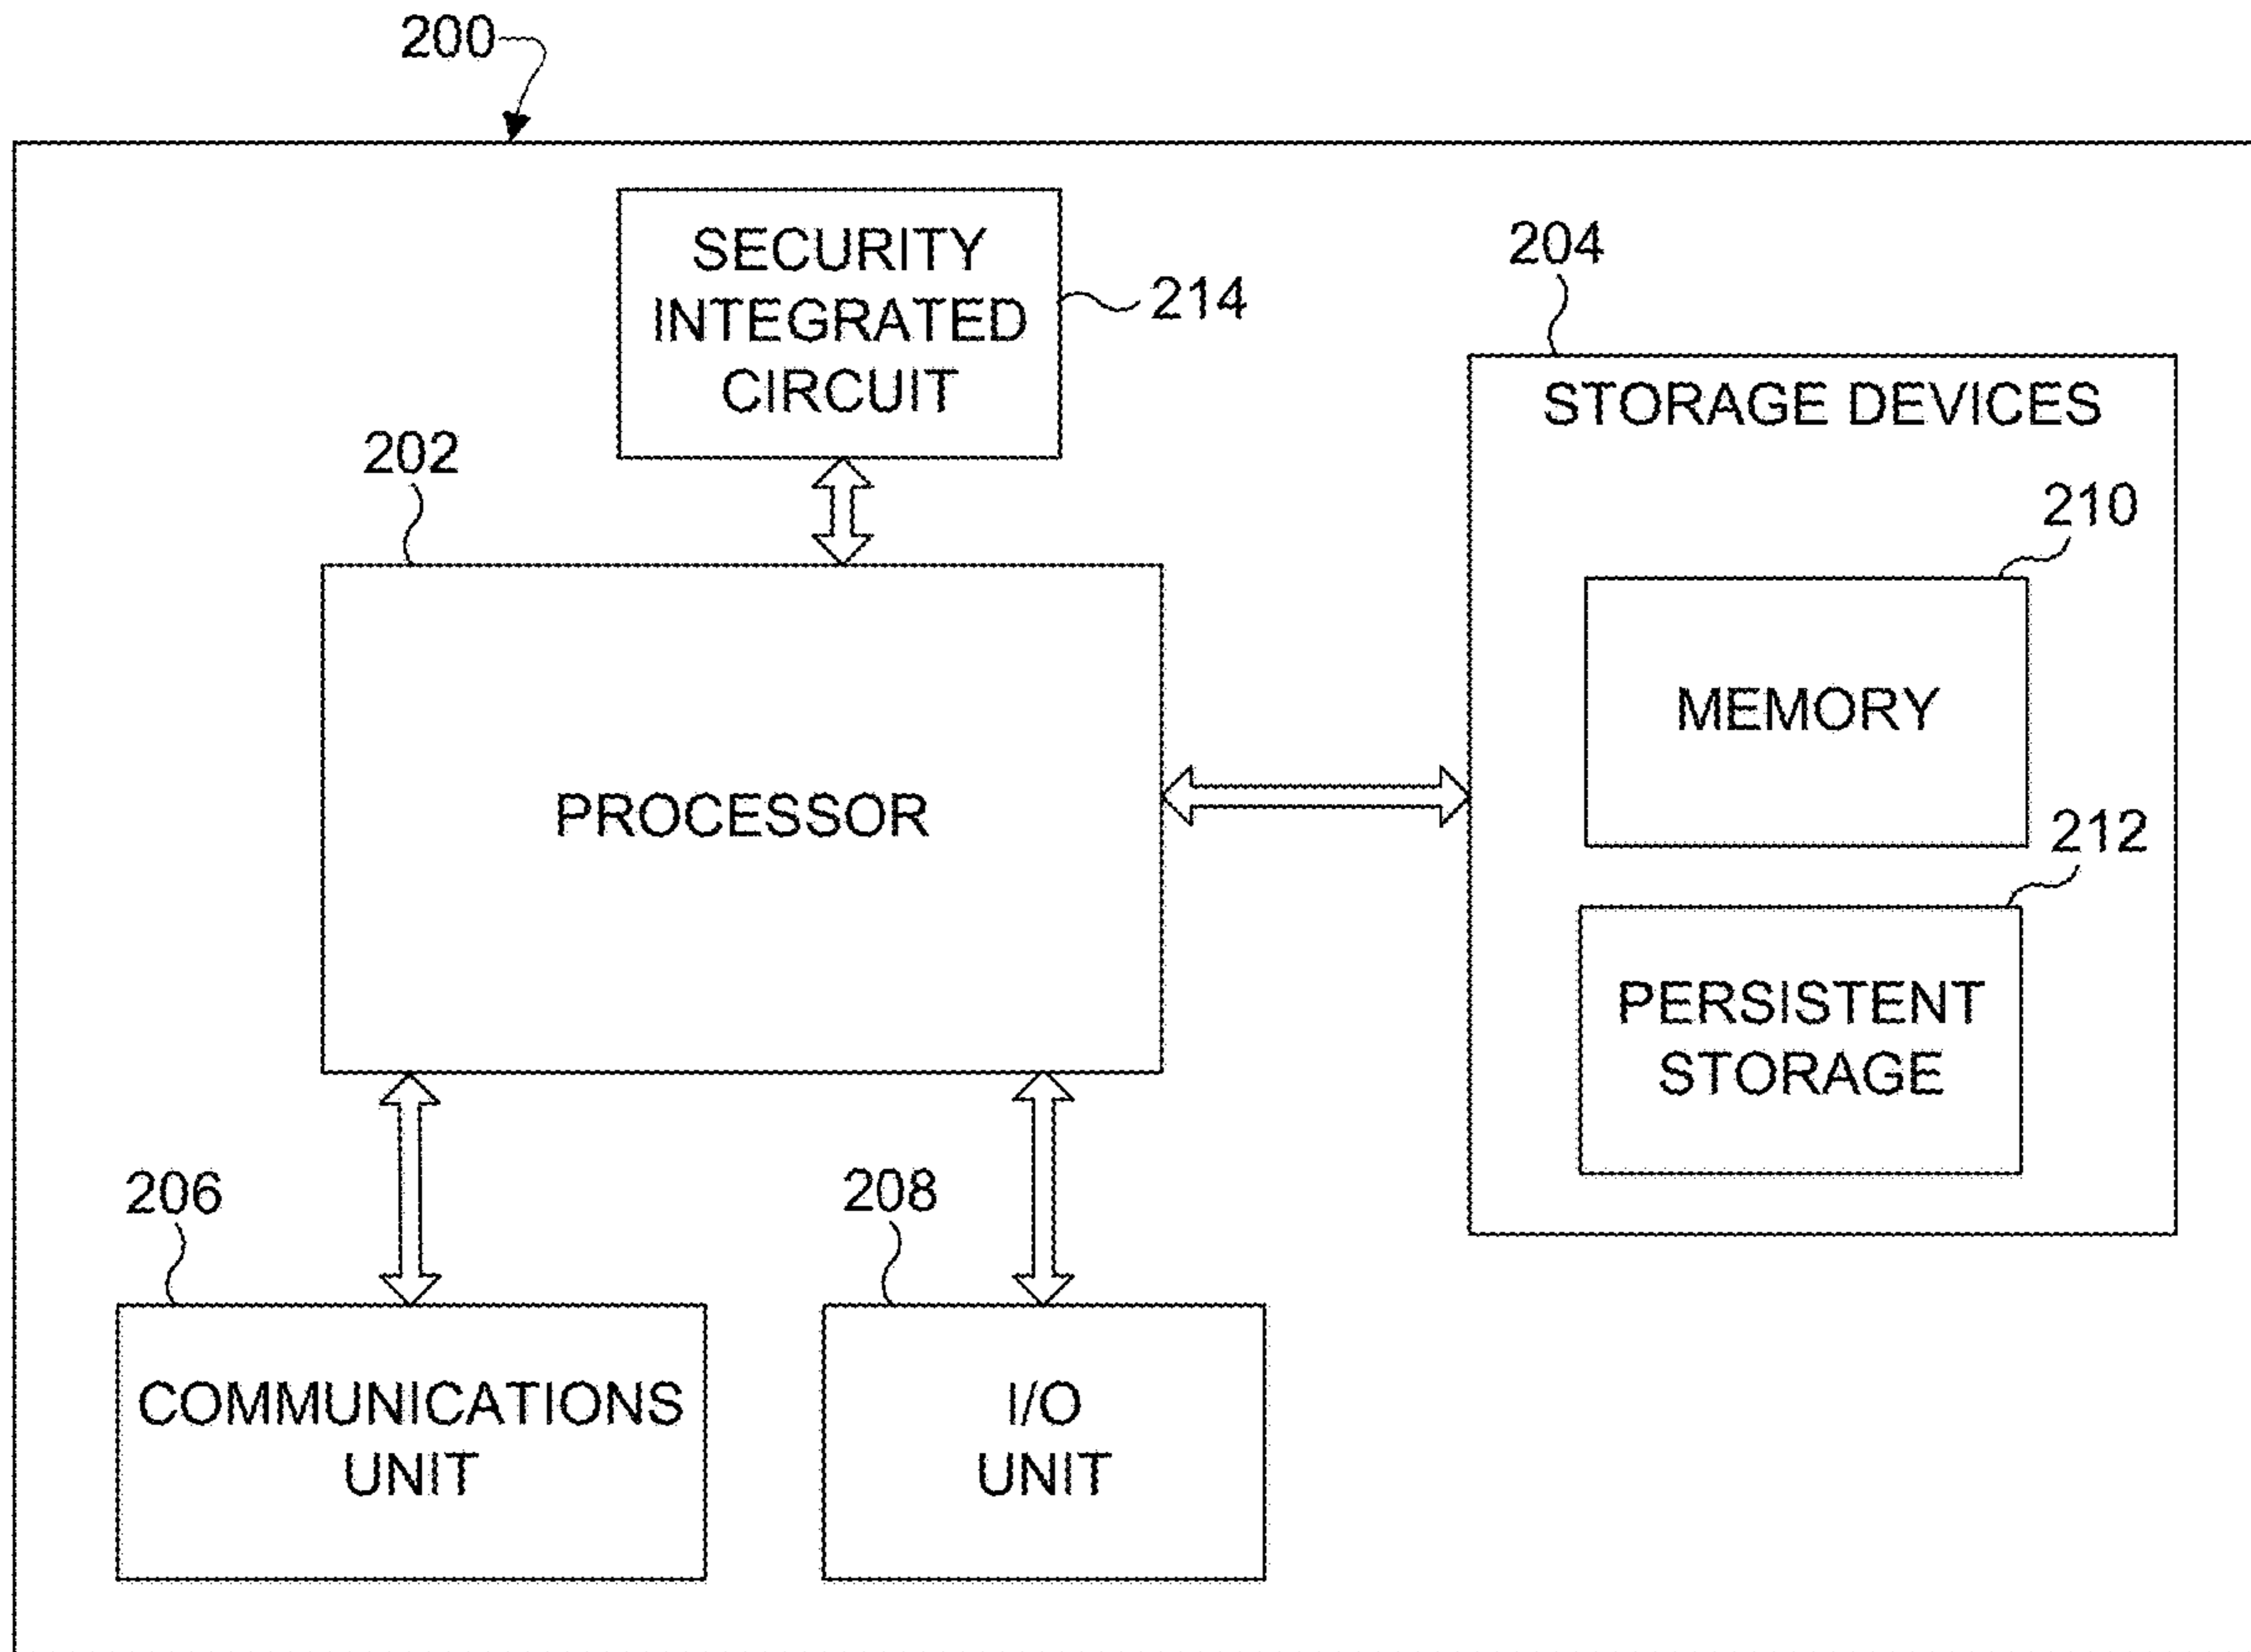 200
SECURITY
INTEGRATED
CIRCUIT
214
204
STORAGE DEVICES
202
210
PROCESSOR
MEMORY
212
PERSISTENT
STORAGE
206
208
COMMUNICATIONS
UNIT
I/O
UNIT